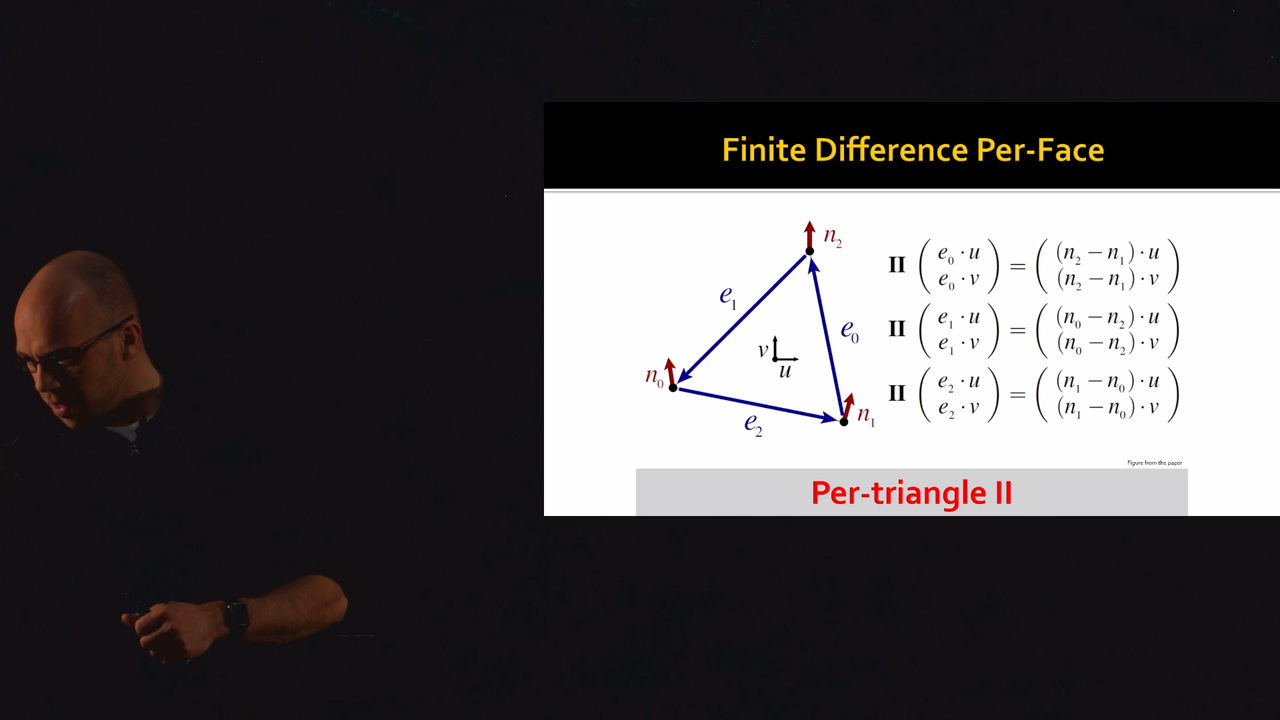 Finite Difference Per-Face
n₂
e₁
e₀
v
u
n₀
n₁
e₂
II ( e₀ · u ) = ( (n₂ − n₁) · u )
( e₀ · v ) ( (n₂ − n₁) · v )
II ( e₁ · u ) = ( (n₀ − n₂) · u )
( e₁ · v ) ( (n₀ − n₂) · v )
II ( e₂ · u ) = ( (n₁ − n₀) · u )
( e₂ · v ) ( (n₁ − n₀) · v )
Figure from the paper
Per-triangle II